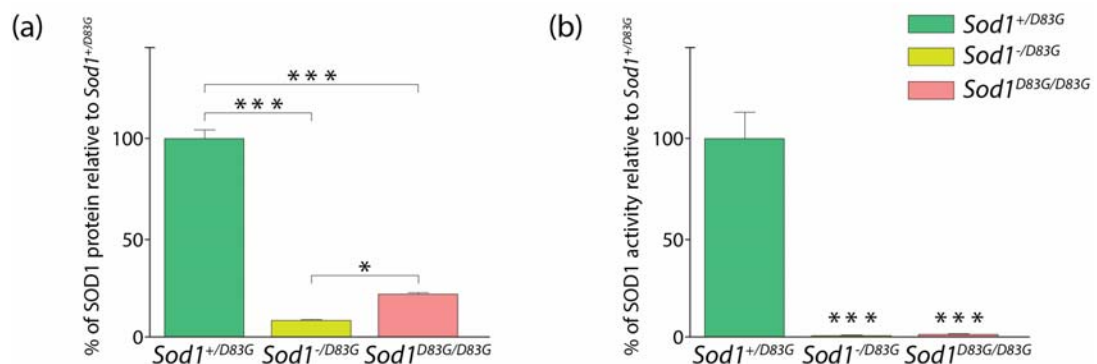 (a)
% of SOD1 protein relative to Sod1+/D83G
100
50
0
***
***
*
Sod1+/D83G Sod1-/D83G Sod1D83G/D83G
(b)
% of SOD1 activity relative to Sod1+/D83G
100
50
0
***
***
Sod1+/D83G Sod1-/D83G Sod1D83G/D83G
Sod1+/D83G
Sod1-/D83G
Sod1D83G/D83G